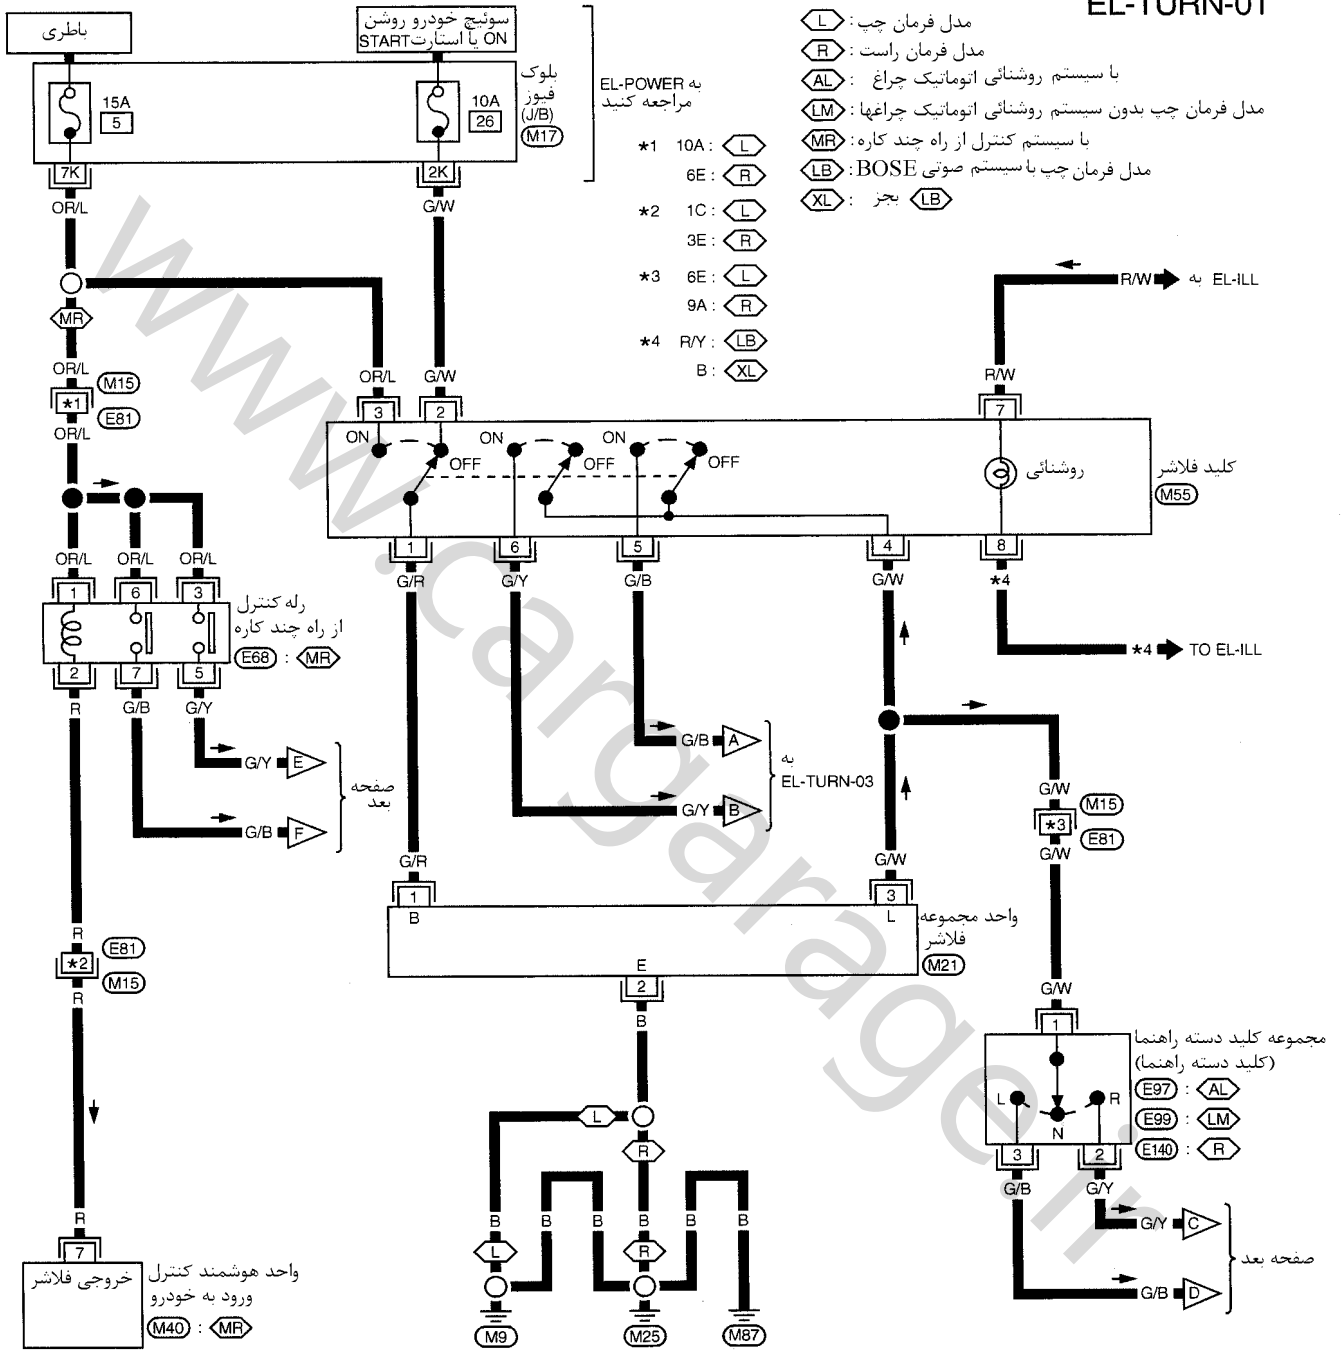 EL-TURN-01
باطری
سوئیچ خودرو روشن
ON یا استارت START
15A
5
10A
26
بلوک
فیوز
(J/B)
M17
به EL-POWER
مراجعه کنید
7K
2K
OR/L
G/W
L : مدل فرمان چپ
R : مدل فرمان راست
AL : با سیستم روشنائی اتوماتیک چراغ
LM : مدل فرمان چپ بدون سیستم روشنائی اتوماتیک چراغها
MR : با سیستم کنترل از راه چند کاره
LB : مدل فرمان چپ با سیستم صوتی BOSE
XL : بجز LB
*1 10A : L
6E : R
*2 1C : L
3E : R
*3 6E : L
9A : R
*4 R/Y : LB
B : XL
MR
R/W به EL-ILL
OR/L
M15
*1
E81
OR/L
OR/L G/W R/W
3 2 7
ON OFF ON OFF ON OFF
روشنائی
کلید فلاشر
M55
1 6 5 4 8
G/R G/Y G/B G/W *4
*4 TO EL-ILL
OR/L OR/L OR/L
1 6 3
رله کنترل
از راه چند کاره
E68 : MR
2 7 5
R G/B G/Y
G/Y E
G/B F
صفحه
بعد
G/B A
G/Y B
به
EL-TURN-03
G/W
M15
*3
E81
G/W
G/R G/W
1 3
B L
E
2
واحد مجموعه
فلاشر
M21
B
R
E81
*2
M15
R
G/W
1
مجموعه کلید دسته راهنما
(کلید دسته راهنما)
E97 : AL
E99 : LM
E140 : R
L N R
3 2
G/B G/Y
G/Y C
G/B D
صفحه بعد
L
R
B B B B B B
L R
M9 M25 M87
R
7
خروجی فلاشر
واحد هوشمند کنترل
ورود به خودرو
M40 : MR
www.cargarage.ir